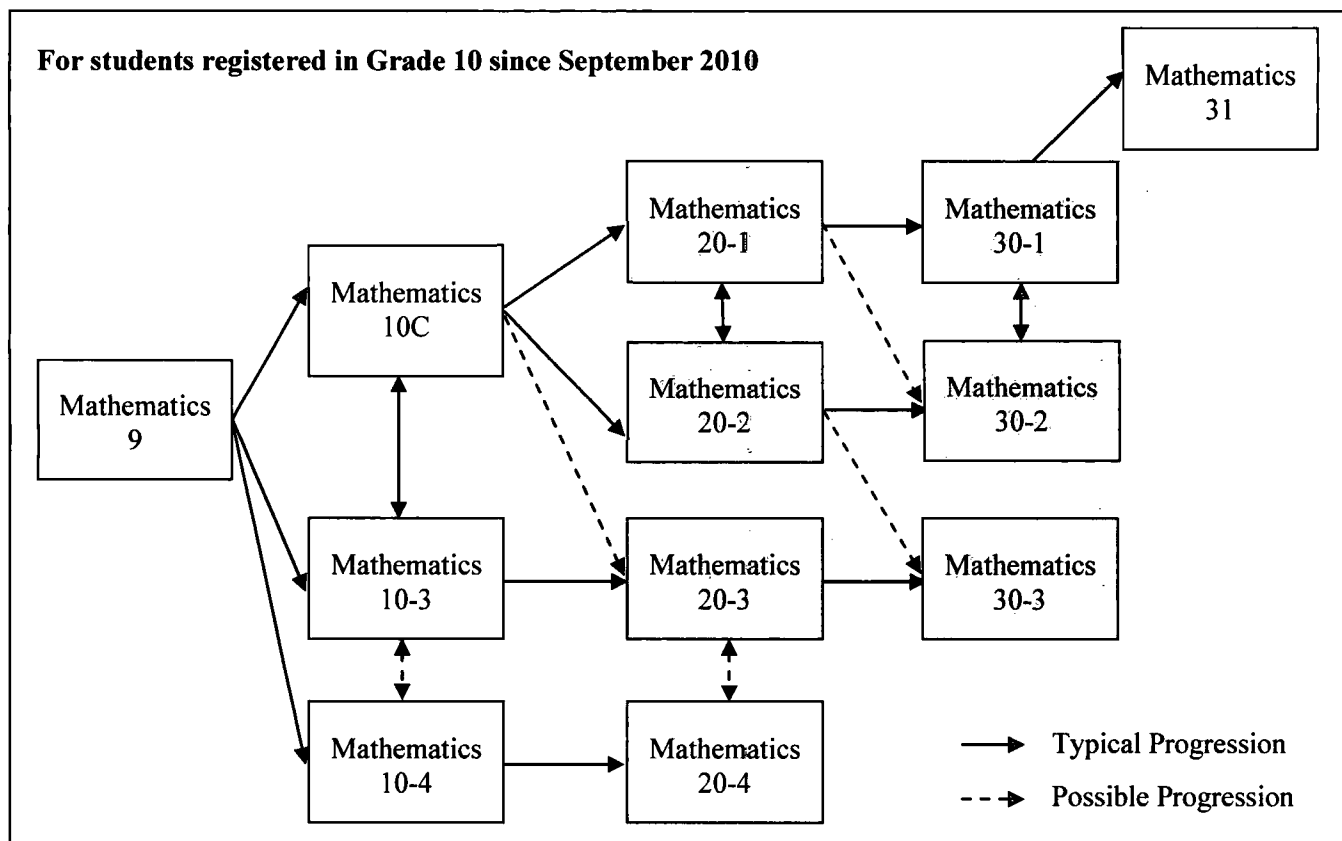 For students registered in Grade 10 since September 2010
Mathematics
31
Mathematics
20-1
Mathematics
30-1
Mathematics
10C
Mathematics
20-2
Mathematics
30-2
Mathematics
9
Mathematics
10-3
Mathematics
20-3
Mathematics
30-3
Mathematics
10-4
Mathematics
20-4
Typical Progression
Possible Progression